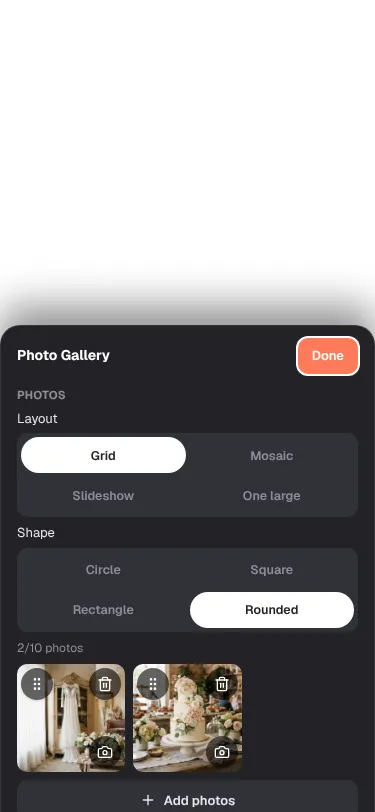 Photo Gallery
Done
PHOTOS
Layout
Grid
Mosaic
Slideshow
One large
Shape
Circle
Square
Rectangle
Rounded
2/10 photos
Add photos